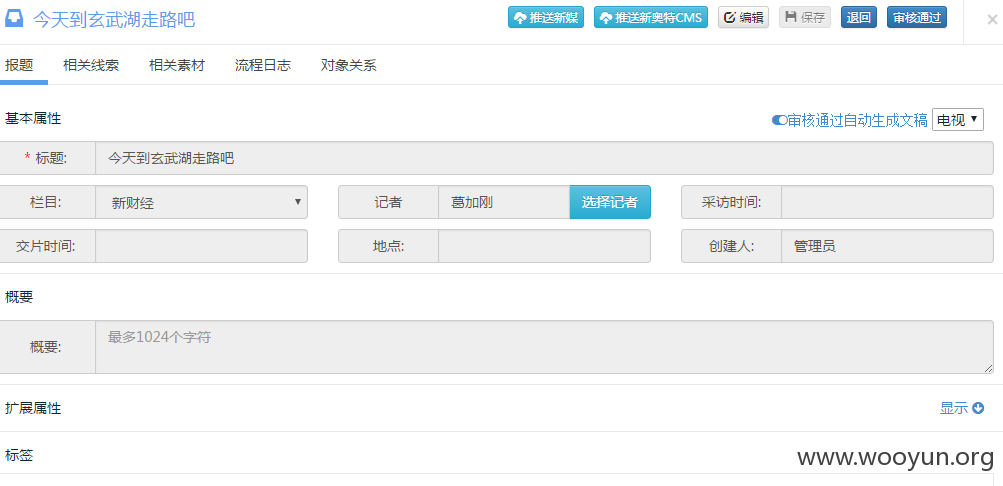 今天到玄武湖走路吧 推送新媒 推送新奥特CMS 编辑 保存 退回 审核通过 ×
报题 相关线索 相关素材 流程日志 对象关系
基本属性 审核通过自动生成文稿 电视
* 标题: 今天到玄武湖走路吧
栏目: 新财经 记者 葛加刚 选择记者 采访时间:
交片时间: 地点: 创建人: 管理员
概要
概要: 最多1024个字符
扩展属性 显示
标签
www.wooyun.org